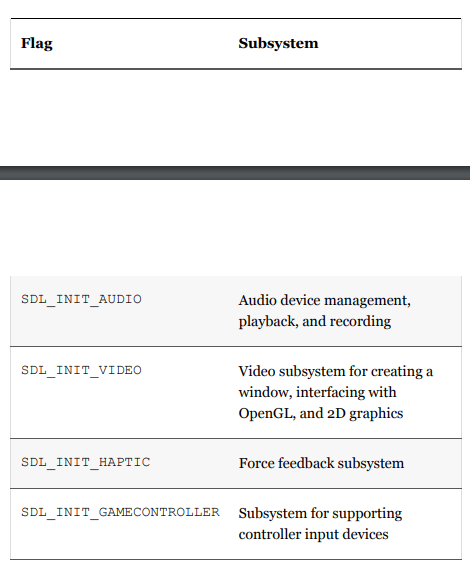 Flag Subsystem
SDL_INIT_AUDIO Audio device management,
playback, and recording
SDL_INIT_VIDEO Video subsystem for creating a
window, interfacing with
OpenGL, and 2D graphics
SDL_INIT_HAPTIC Force feedback subsystem
SDL_INIT_GAMECONTROLLER Subsystem for supporting
controller input devices